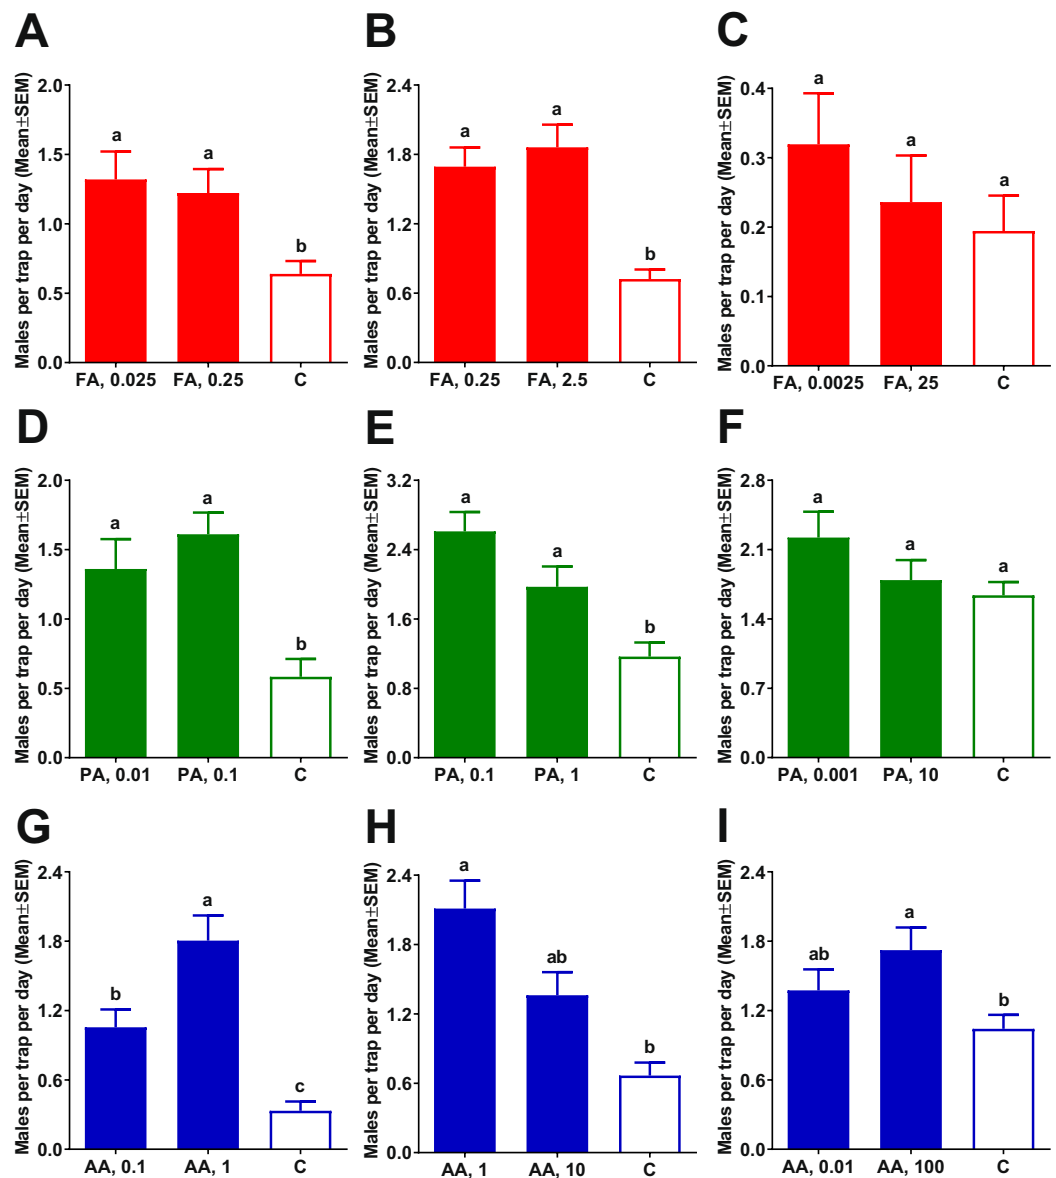 A
Males per trap per day (Mean±SEM)
2.0
1.5
1.0
0.5
0.0
a
a
b
FA, 0.025
FA, 0.25
C
B
Males per trap per day (Mean±SEM)
2.4
1.8
1.2
0.6
0.0
a
a
b
FA, 0.25
FA, 2.5
C
C
Males per trap per day (Mean±SEM)
0.4
0.3
0.2
0.1
0.0
a
a
a
FA, 0.0025
FA, 25
C
D
Males per trap per day (Mean±SEM)
2.0
1.5
1.0
0.5
0.0
a
a
b
PA, 0.01
PA, 0.1
C
E
Males per trap per day (Mean±SEM)
3.2
2.4
1.6
0.8
0.0
a
a
b
PA, 0.1
PA, 1
C
F
Males per trap per day (Mean±SEM)
2.8
2.1
1.4
0.7
0.0
a
a
a
PA, 0.001
PA, 10
C
G
Males per trap per day (Mean±SEM)
2.4
1.8
1.2
0.6
0.0
b
a
c
AA, 0.1
AA, 1
C
H
Males per trap per day (Mean±SEM)
2.4
1.8
1.2
0.6
0.0
a
ab
b
AA, 1
AA, 10
C
I
Males per trap per day (Mean±SEM)
2.4
1.8
1.2
0.6
0.0
ab
a
b
AA, 0.01
AA, 100
C